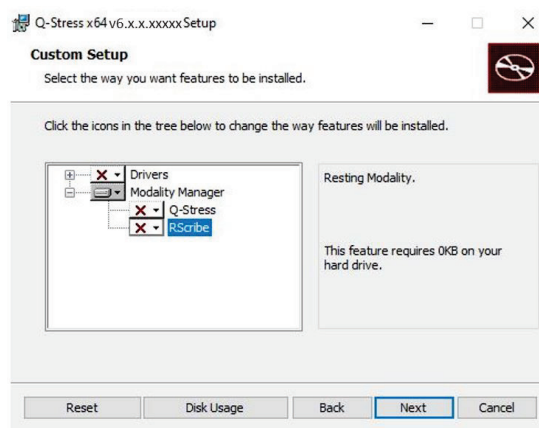 Q-Stress x64 v6.x.x.xxxxx Setup
Custom Setup
Select the way you want features to be installed.
Click the icons in the tree below to change the way features will be installed.
Drivers
Modality Manager
Q-Stress
RScribe
Resting Modality.
This feature requires 0KB on your
hard drive.
Reset
Disk Usage
Back
Next
Cancel